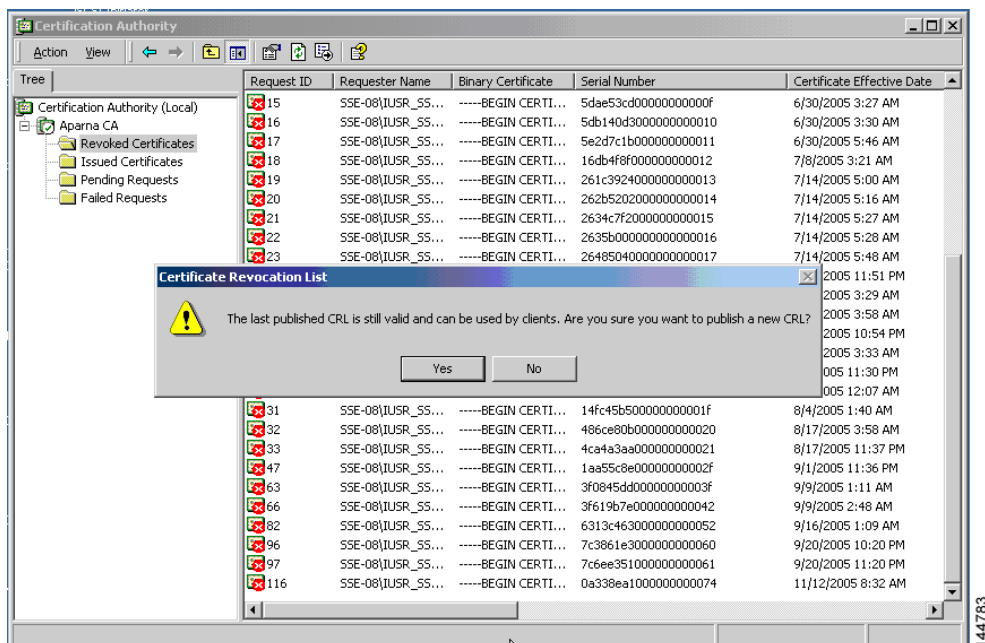 Certification Authority
Action View
Tree
Request ID Requester Name Binary Certificate Serial Number Certificate Effective Date
Certification Authority (Local)
Aparna CA
Revoked Certificates
Issued Certificates
Pending Requests
Failed Requests
15 SSE-08\IUSR_SS... -----BEGIN CERTI... 5dae53cd00000000000f 6/30/2005 3:27 AM
16 SSE-08\IUSR_SS... -----BEGIN CERTI... 5db140d3000000000010 6/30/2005 3:30 AM
17 SSE-08\IUSR_SS... -----BEGIN CERTI... 5e2d7c1b000000000011 6/30/2005 5:46 AM
18 SSE-08\IUSR_SS... -----BEGIN CERTI... 16db4f8f000000000012 7/8/2005 3:21 AM
19 SSE-08\IUSR_SS... -----BEGIN CERTI... 261c3924000000000013 7/14/2005 5:00 AM
20 SSE-08\IUSR_SS... -----BEGIN CERTI... 262b5202000000000014 7/14/2005 5:16 AM
21 SSE-08\IUSR_SS... -----BEGIN CERTI... 2634c7f2000000000015 7/14/2005 5:27 AM
22 SSE-08\IUSR_SS... -----BEGIN CERTI... 2635b000000000000016 7/14/2005 5:28 AM
23 SSE-08\IUSR_SS... -----BEGIN CERTI... 26485040000000000017 7/14/2005 5:48 AM
2005 11:51 PM
2005 3:29 AM
2005 3:58 AM
2005 10:54 PM
2005 3:33 AM
005 11:30 PM
005 12:07 AM
Certificate Revocation List
The last published CRL is still valid and can be used by clients. Are you sure you want to publish a new CRL?
Yes No
31 SSE-08\IUSR_SS... -----BEGIN CERTI... 14fc45b500000000001f 8/4/2005 1:40 AM
32 SSE-08\IUSR_SS... -----BEGIN CERTI... 486ce80b000000000020 8/17/2005 3:58 AM
33 SSE-08\IUSR_SS... -----BEGIN CERTI... 4ca4a3aa000000000021 8/17/2005 11:37 PM
47 SSE-08\IUSR_SS... -----BEGIN CERTI... 1aa55c8e00000000002f 9/1/2005 11:36 PM
63 SSE-08\IUSR_SS... -----BEGIN CERTI... 3f0845dd00000000003f 9/9/2005 1:11 AM
66 SSE-08\IUSR_SS... -----BEGIN CERTI... 3f619b7e000000000042 9/9/2005 2:48 AM
82 SSE-08\IUSR_SS... -----BEGIN CERTI... 6313c463000000000052 9/16/2005 1:09 AM
96 SSE-08\IUSR_SS... -----BEGIN CERTI... 7c3861e3000000000060 9/20/2005 10:20 PM
97 SSE-08\IUSR_SS... -----BEGIN CERTI... 7c6ee351000000000061 9/20/2005 11:20 PM
116 SSE-08\IUSR_SS... -----BEGIN CERTI... 0a338ea1000000000074 11/12/2005 8:32 AM
144783